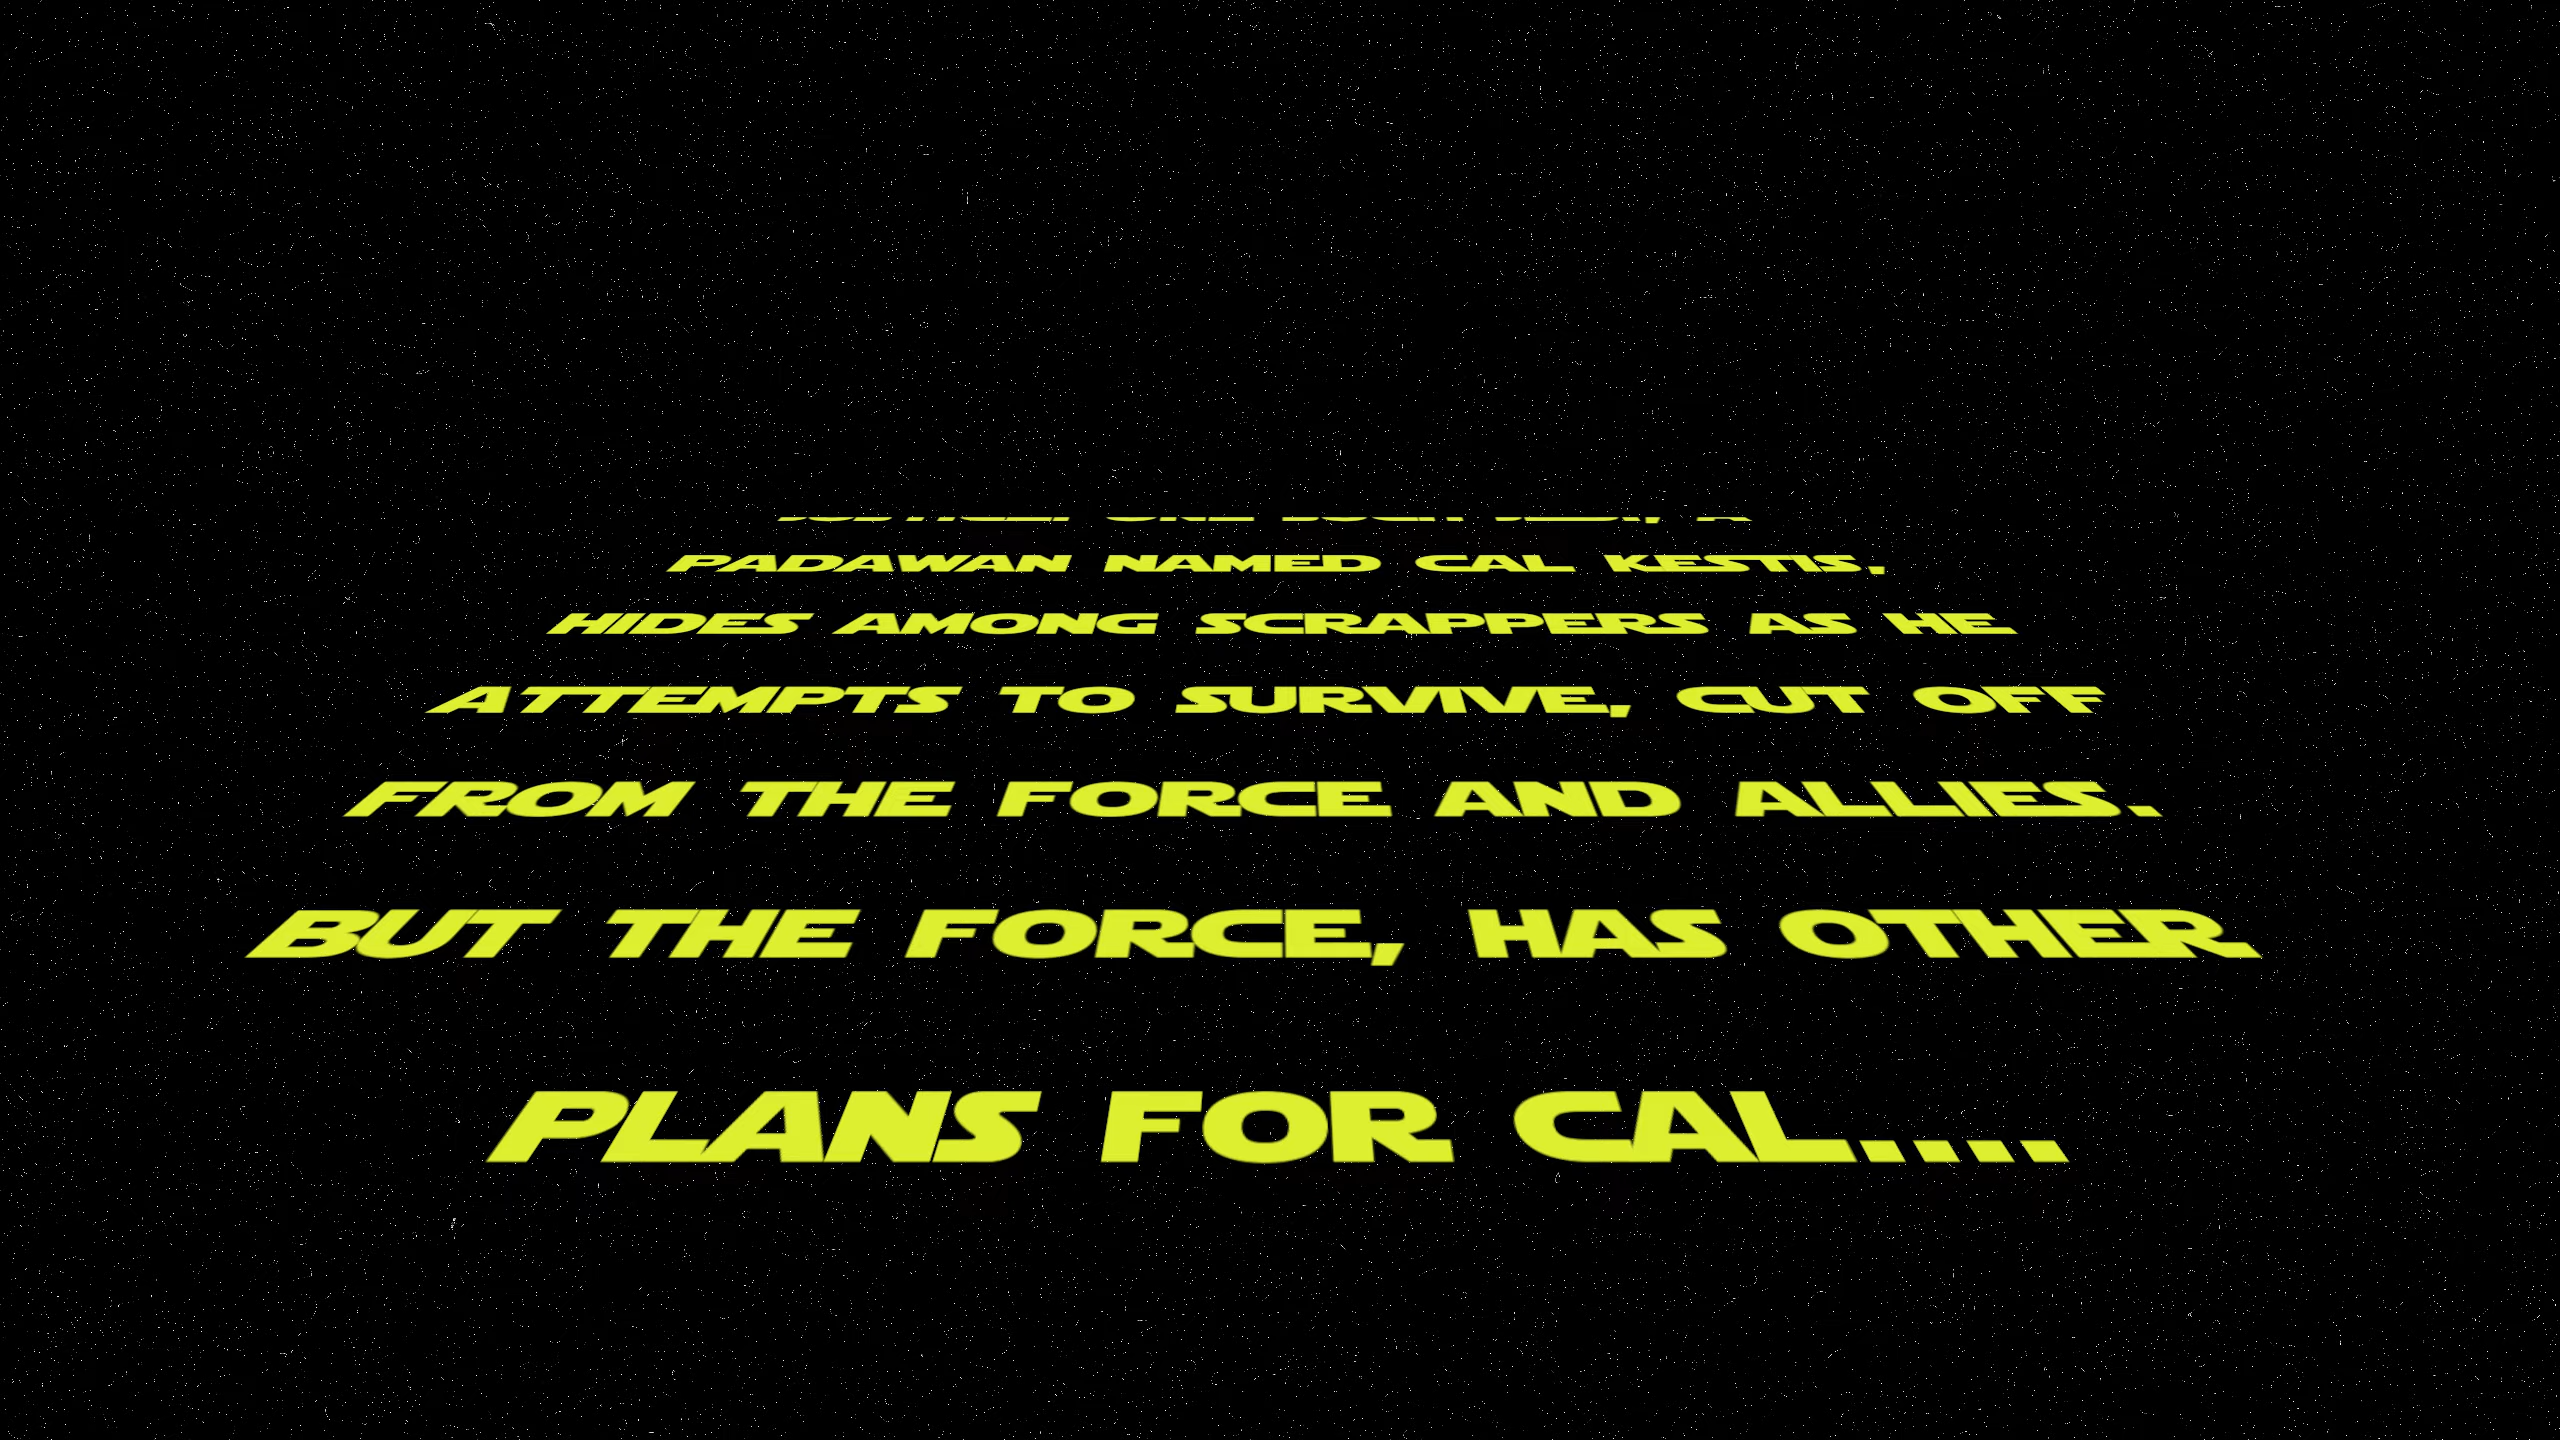 PADAWAN NAMED CAL KESTIS.
HIDES AMONG SCRAPPERS AS HE
ATTEMPTS TO SURVIVE, CUT OFF
FROM THE FORCE AND ALLIES.
BUT THE FORCE, HAS OTHER
PLANS FOR CAL....